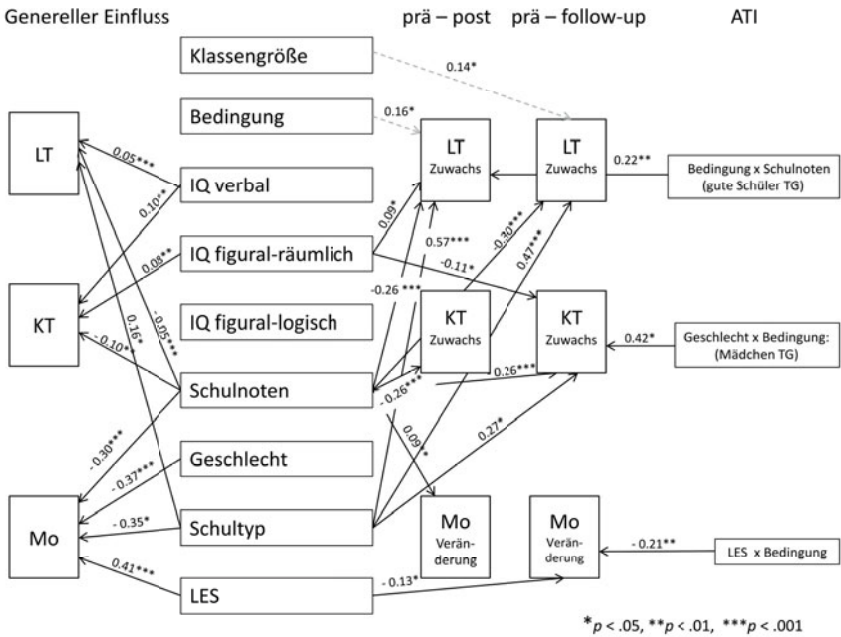 Genereller Einfluss
prä – post
prä – follow-up
ATI
Klassengröße
0.14*
Bedingung
0.16*
LT
LT
Zuwachs
LT
Zuwachs
0.22**
Bedingung x Schulnoten
(gute Schüler TG)
0.05***
IQ verbal
0.10**
0.09*
0.57***
-0.30***
0.47***
IQ figural-räumlich
0.08**
-0.11*
-0.26 ***
KT
IQ figural-logisch
KT
Zuwachs
KT
Zuwachs
0.42*
Geschlecht x Bedingung:
(Mädchen TG)
0.16*
- 0.05***
- 0.10**
Schulnoten
- 0.26***
0.26***
- 0.30***
0.09**
0.27*
Geschlecht
- 0.37***
Mo
- 0.35*
Schultyp
Mo
Verän-
derung
Mo
Verän-
derung
- 0.21**
LES x Bedingung
0.41***
LES
- 0.13*
*p < .05, **p < .01, ***p < .001